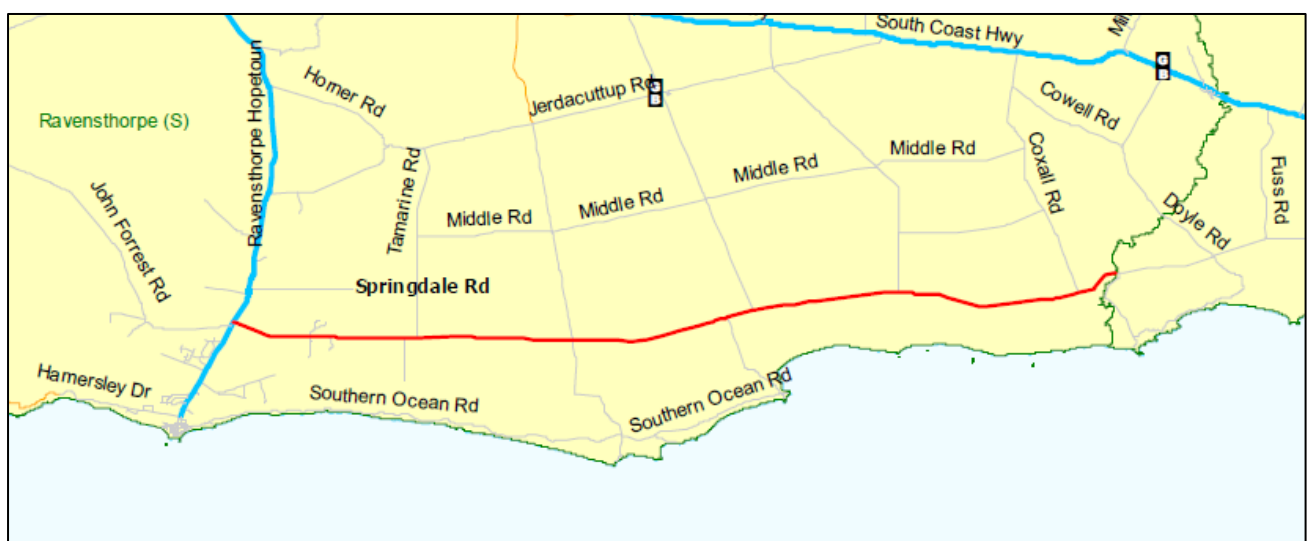 South Coast Hwy
Ravensthorpe Hopetoun
Homer Rd
Jerdacuttup Rd
Cowell Rd
Ravensthorpe (S)
Middle Rd
Middle Rd
Coxall Rd
Fuss Rd
John Forrest Rd
Tamarine Rd
Middle Rd
Middle Rd
Doyle Rd
Springdale Rd
Hamersley Dr
Southern Ocean Rd
Southern Ocean Rd